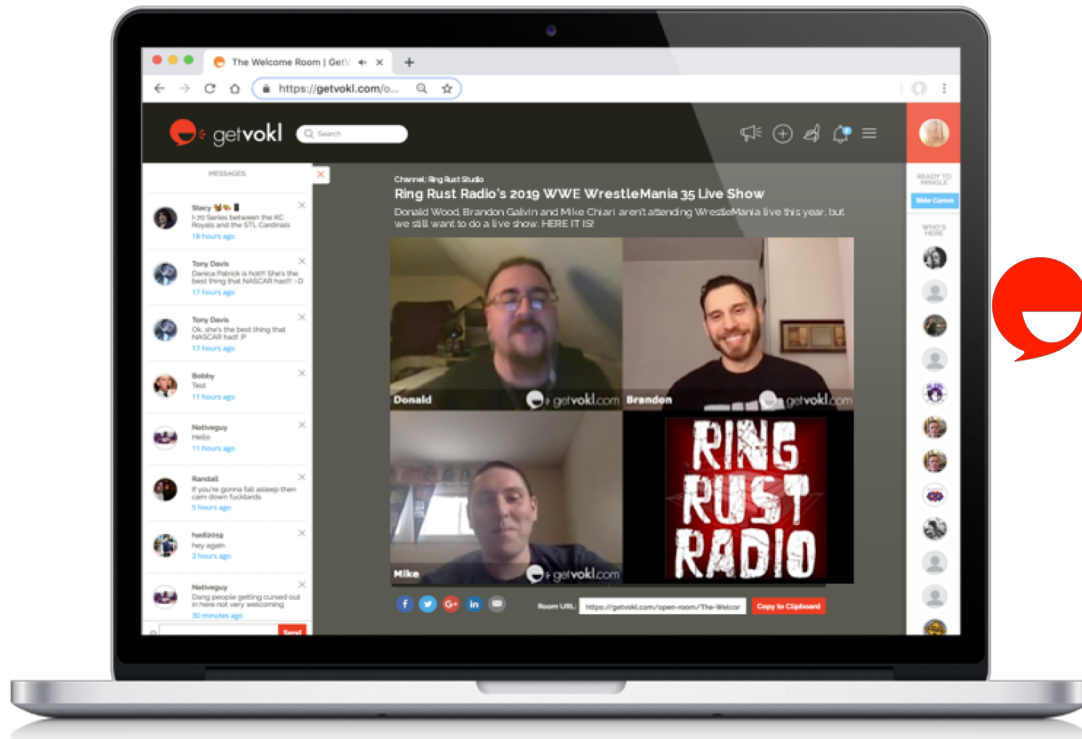 The Welcome Room | Get
https://getvokl.com/o...
getvokl
Search
MESSAGES
Stacy
I-70 Series between the KC
Royals and the STL Cardinals
18 hours ago
Tony Davis
Danica Patrick is hot!!! She's the
best thing that NASCAR has!!! :-D
17 hours ago
Tony Davis
Ok, she's the best thing that
NASCAR had! :P
17 hours ago
Bobby
Test
11 hours ago
Nativeguy
Hello
11 hours ago
Randall
If you're gonna fall asleep then
cam down fucktards
5 hours ago
hadi2019
hey again
3 hours ago
Nativeguy
Dang people getting cursed out
in here not very welcoming
30 minutes ago
Send
Channel: Ring Rust Studio
Ring Rust Radio's 2019 WWE WrestleMania 35 Live Show
Donald Wood, Brandon Galvin and Mike Chiari aren't attending WrestleMania live this year, but
we still want to do a live show. HERE IT IS!
Donald
getvokl.com
Brandon
getvokl.com
Mike
getvokl.com
RING
RUST
RADIO
Room URL:
https://getvokl.com/open-room/The-Welcor
Copy to Clipboard
READY TO
MINGLE
Side Convo
WHO'S
HERE